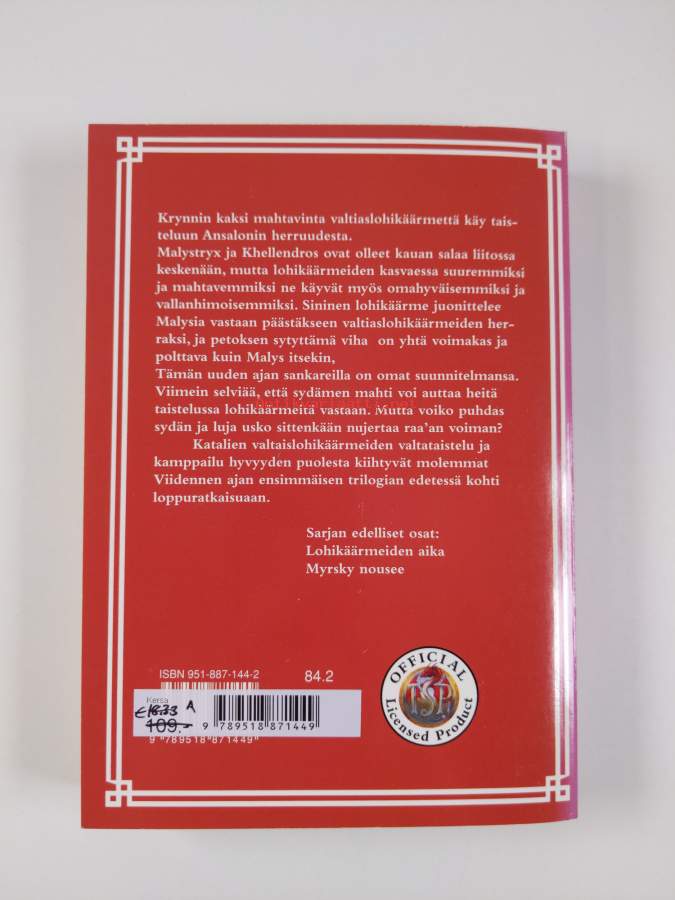 Krynnin kaksi mahtavinta valtiaslohikäärmettä käy tais-
teluun Ansalonin herruudesta.
Malystryx ja Khellendros ovat olleet kauan salaa liitossa
keskenään, mutta lohikäärmeiden kasvaessa suuremmiksi
ja mahtavemmiksi ne käyvät myös omahyväisemmiksi ja
vallanhimoisemmiksi. Sininen lohikäärme juonittelee
Malysia vastaan päästäkseen valtiaslohikäärmeiden her-
raksi, ja petoksen sytyttämä viha on yhtä voimakas ja
polttava kuin Malys itsekin,
Tämän uuden ajan sankareilla on omat suunnitelmansa.
Viimein selviää, että sydämen mahti voi auttaa heitä
taistelussa lohikäärmeitä vastaan. Mutta voiko puhdas
sydän ja luja usko sittenkään nujertaa raa'an voiman?
Katalien valtaislohikäärmeiden valtataistelu ja
kamppailu hyvyyden puolesta kiihtyvät molemmat
Viidennen ajan ensimmäisen trilogian edetessä kohti
loppuratkaisuaan.
Sarjan edelliset osat:
Lohikäärmeiden aika
Myrsky nousee
ISBN 951-887-144-2 84.2
Kersa
€18.33 A
109.-
9 789518 871449
9 789518 871449
OFFICIAL
TSR
Licensed Product